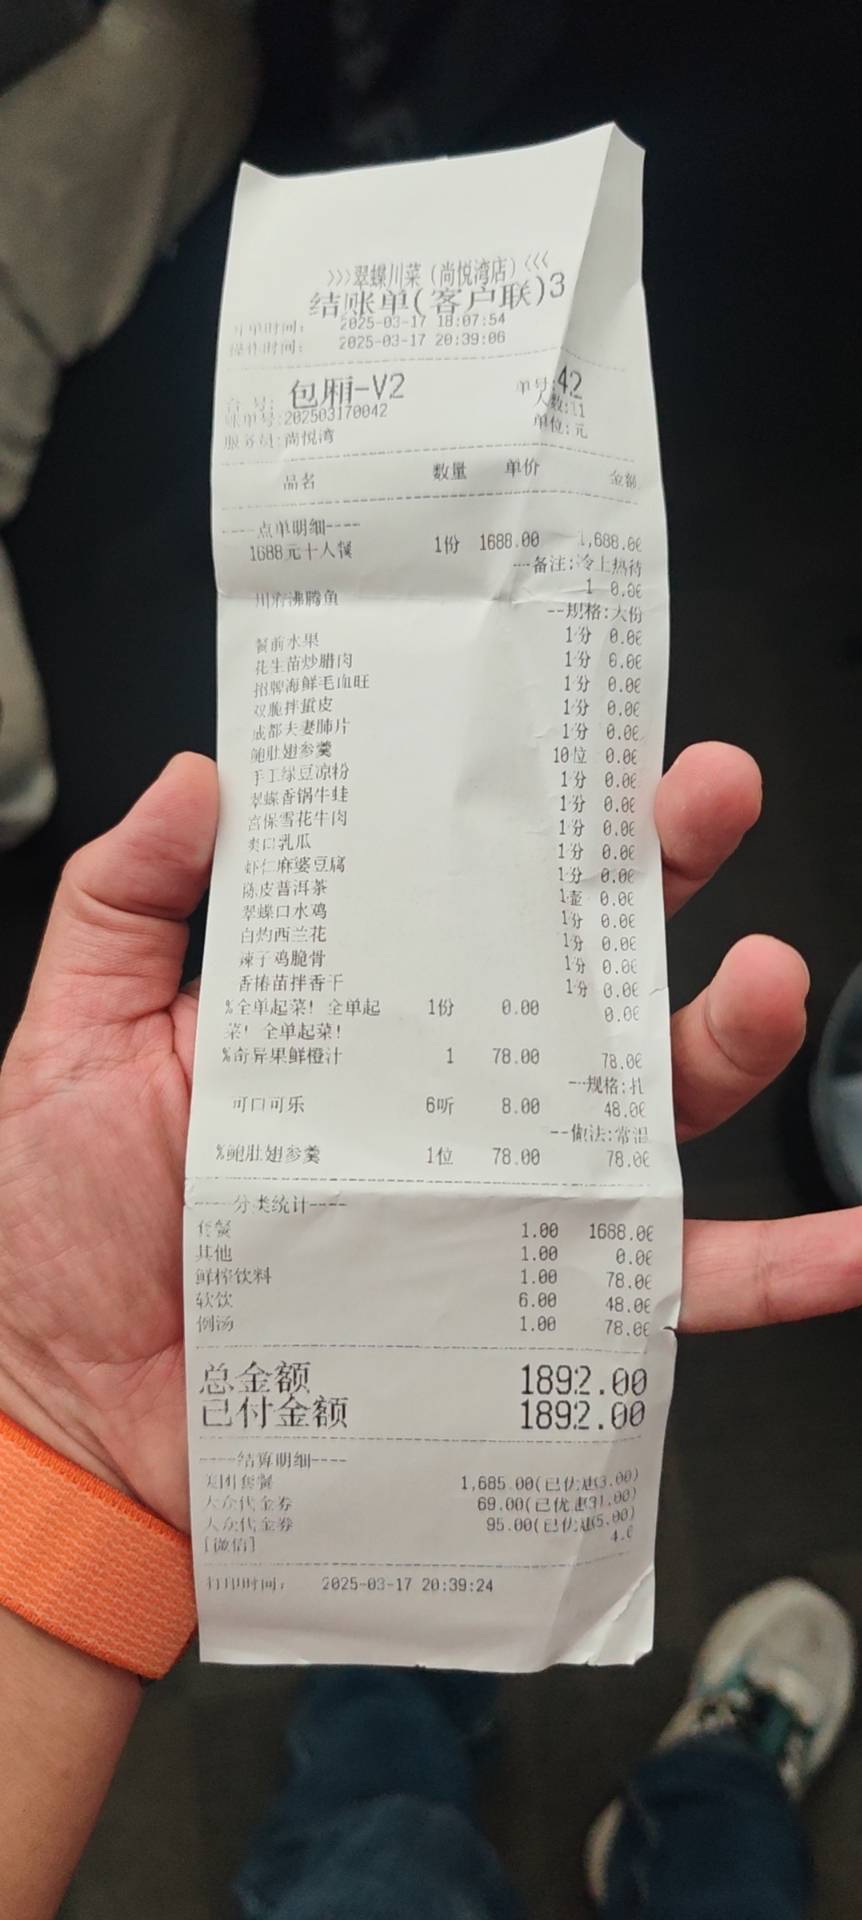 >>>翠蝶川菜(尚悦湾店)<<<
结账单(客户联)3
开单时间: 2025-03-17 18:07:54
操作时间: 2025-03-17 20:39:06
台号: 包厢-V2 单号:42
人数:11
账单号:202503170042
服务员:尚悦湾 单位:元
品名 数量 单价 金额
----点单明细----
1688元十人餐 1份 1688.00 1,688.00
---备注:冷上热待
川府沸腾鱼 1 0.00
--规格:大份
餐前水果 1份 0.00
花生苗炒腊肉 1份 0.00
招牌海鲜毛血旺 1份 0.00
双脆拌蜇皮 1份 0.00
成都夫妻肺片 1份 0.00
鲍肚翅参羹 10位 0.00
手工绿豆凉粉 1份 0.00
翠蝶香锅牛蛙 1份 0.00
宫保雪花牛肉 1份 0.00
爽口乳瓜 1份 0.00
虾仁麻婆豆腐 1份 0.00
陈皮普洱茶 1壶 0.00
翠蝶口水鸡 1份 0.00
白灼西兰花 1份 0.00
辣子鸡脆骨 1份 0.00
香椿苗拌香干 1份 0.00
%全单起菜! 全单起 1份 0.00 0.00
菜! 全单起菜!
%奇异果鲜橙汁 1 78.00 78.00
---规格:扎
可口可乐 6听 8.00 48.00
--做法:常温
%鲍肚翅参羹 1位 78.00 78.00
----分类统计----
套餐 1.00 1688.00
其他 1.00 0.00
鲜榨饮料 1.00 78.00
软饮 6.00 48.00
例汤 1.00 78.00
总金额 1892.00
已付金额 1892.00
----结算明细----
美团套餐 1,685.00(已优惠3.00)
大众代金券 69.00(已优惠31.00)
大众代金券 95.00(已优惠5.00)
[微信] 4.0
打印时间: 2025-03-17 20:39:24